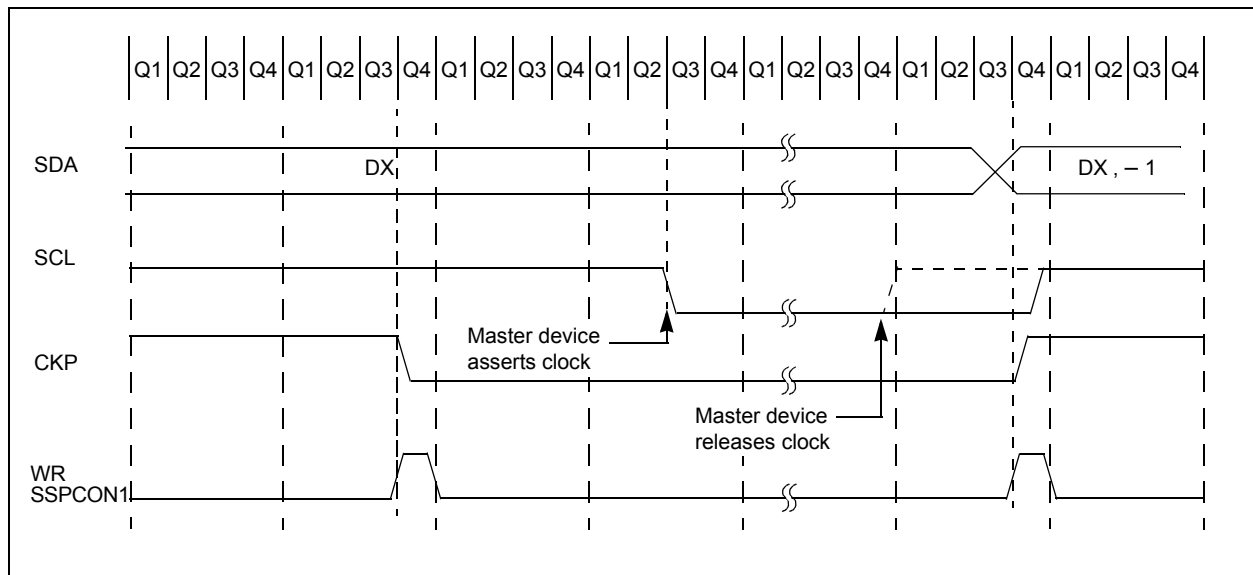 Q1 Q2 Q3 Q4 Q1 Q2 Q3 Q4 Q1 Q2 Q3 Q4 Q1 Q2 Q3 Q4 Q1 Q2 Q3 Q4 Q1 Q2 Q3 Q4 Q1 Q2 Q3 Q4
SDA
DX
DX , – 1
SCL
Master device
asserts clock
CKP
Master device
releases clock
WR
SSPCON1